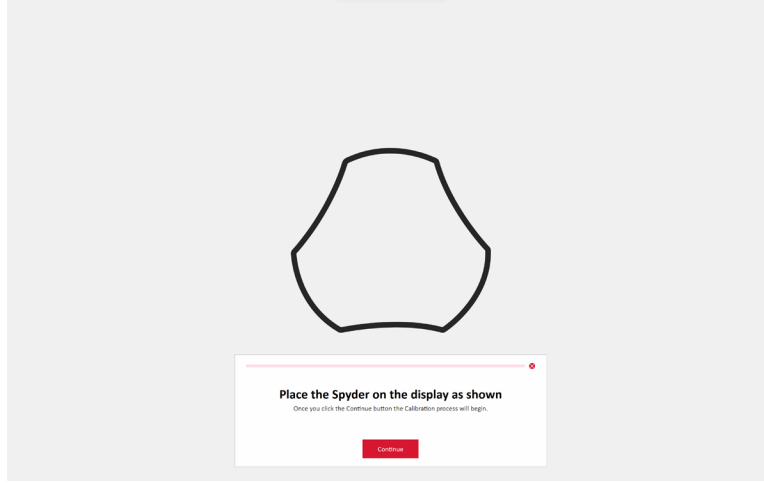 Place the Spyder on the display as shown
Once you click the Continue button the Calibration process will begin.
Continue